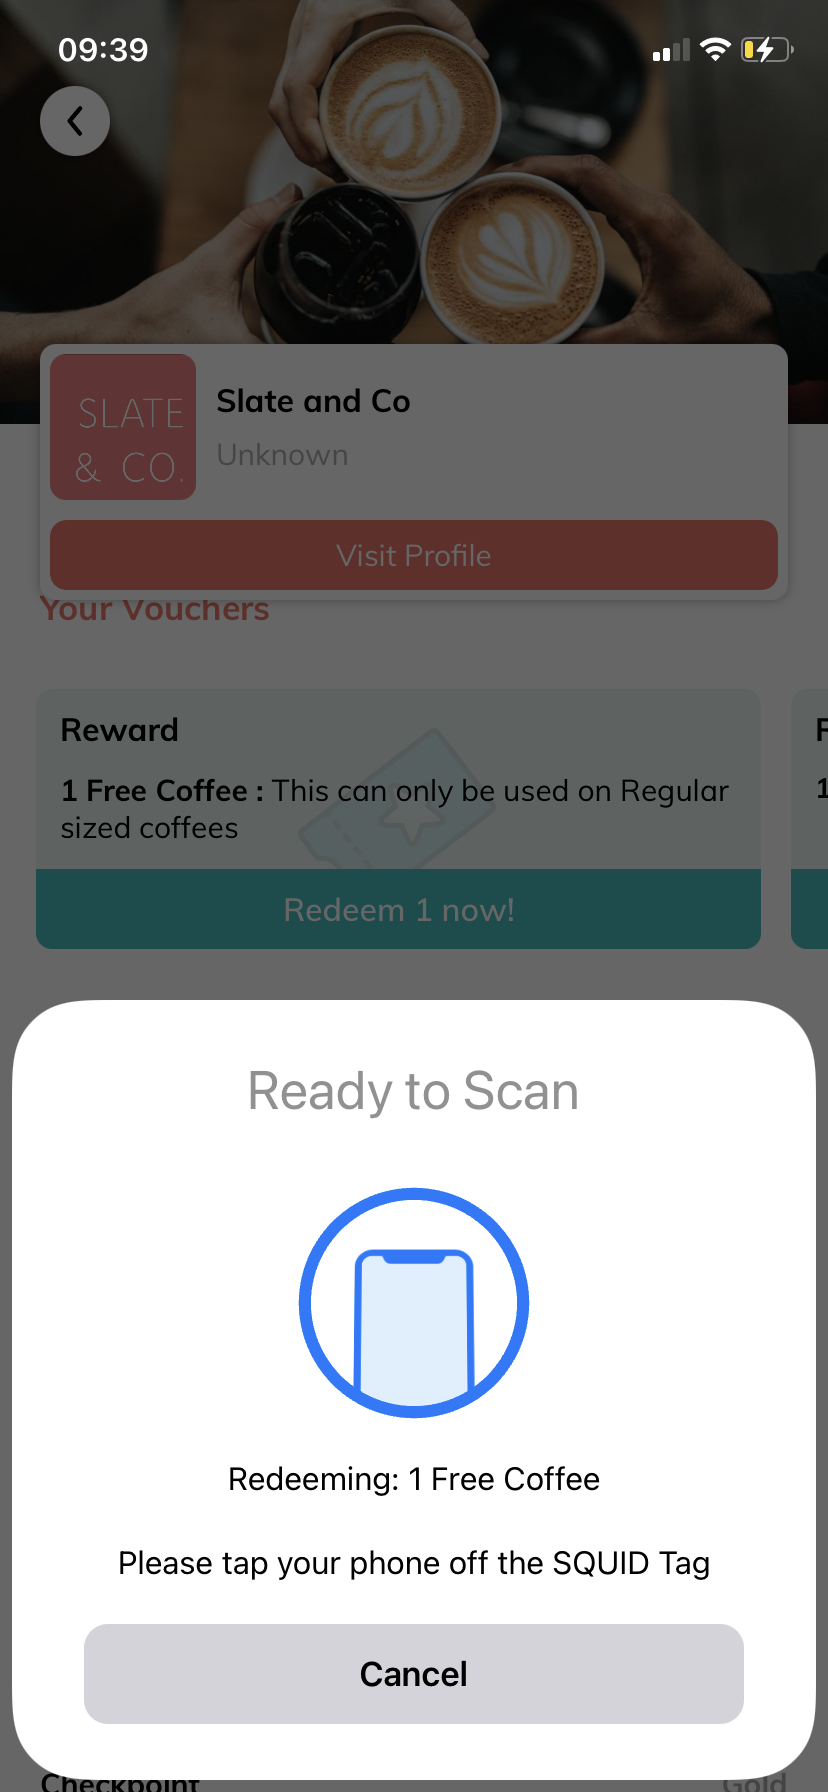 09:39
SLATE
& CO.
Slate and Co
Unknown
Visit Profile
Your Vouchers
Reward
1 Free Coffee : This can only be used on Regular
sized coffees
Redeem 1 now!
Ready to Scan
Redeeming: 1 Free Coffee
Please tap your phone off the SQUID Tag
Cancel
Checkpoint
Gold